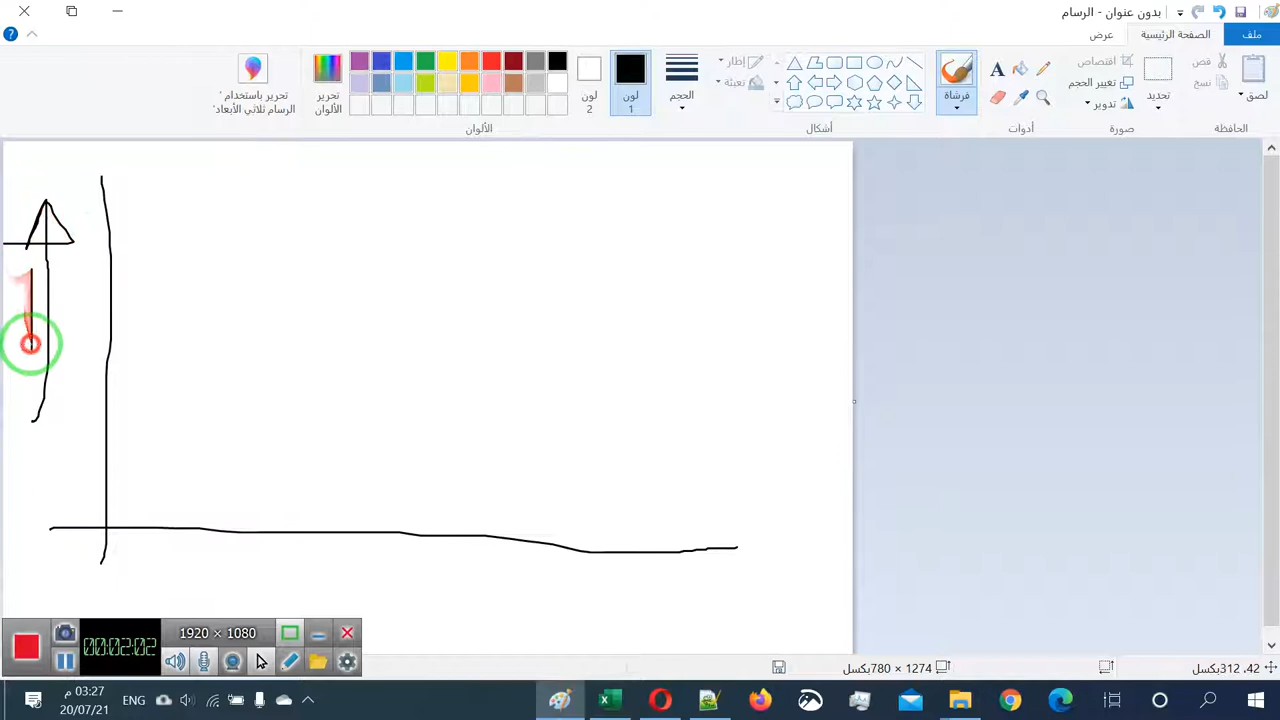 بدون عنوان - الرسام
ملف
الصفحة الرئيسية
عرض
لصق
قص
نسخ
الحافظة
تحديد
اقتصاص
تغيير الحجم
تدوير
صورة
أدوات
فرشاة
إطار
تعبئة
أشكال
الحجم
لون
1
لون
2
تحرير
الألوان
تحرير باستخدام
الرسام ثلاثي الأبعاد
الألوان
1
00:02:02
1920 × 1080
42، 312بكسل
1274 × 780بكسل
03:27 م
20/07/21
ENG